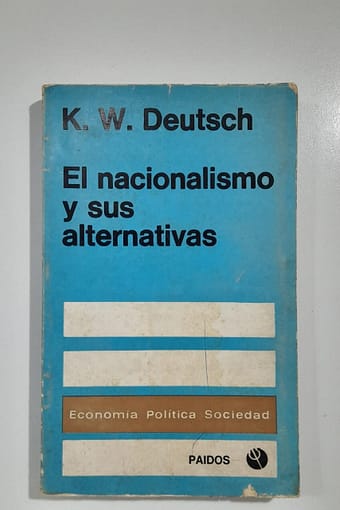 K. W. Deutsch
El nacionalismo
y sus
alternativas
Economía Política Sociedad
PAIDOS